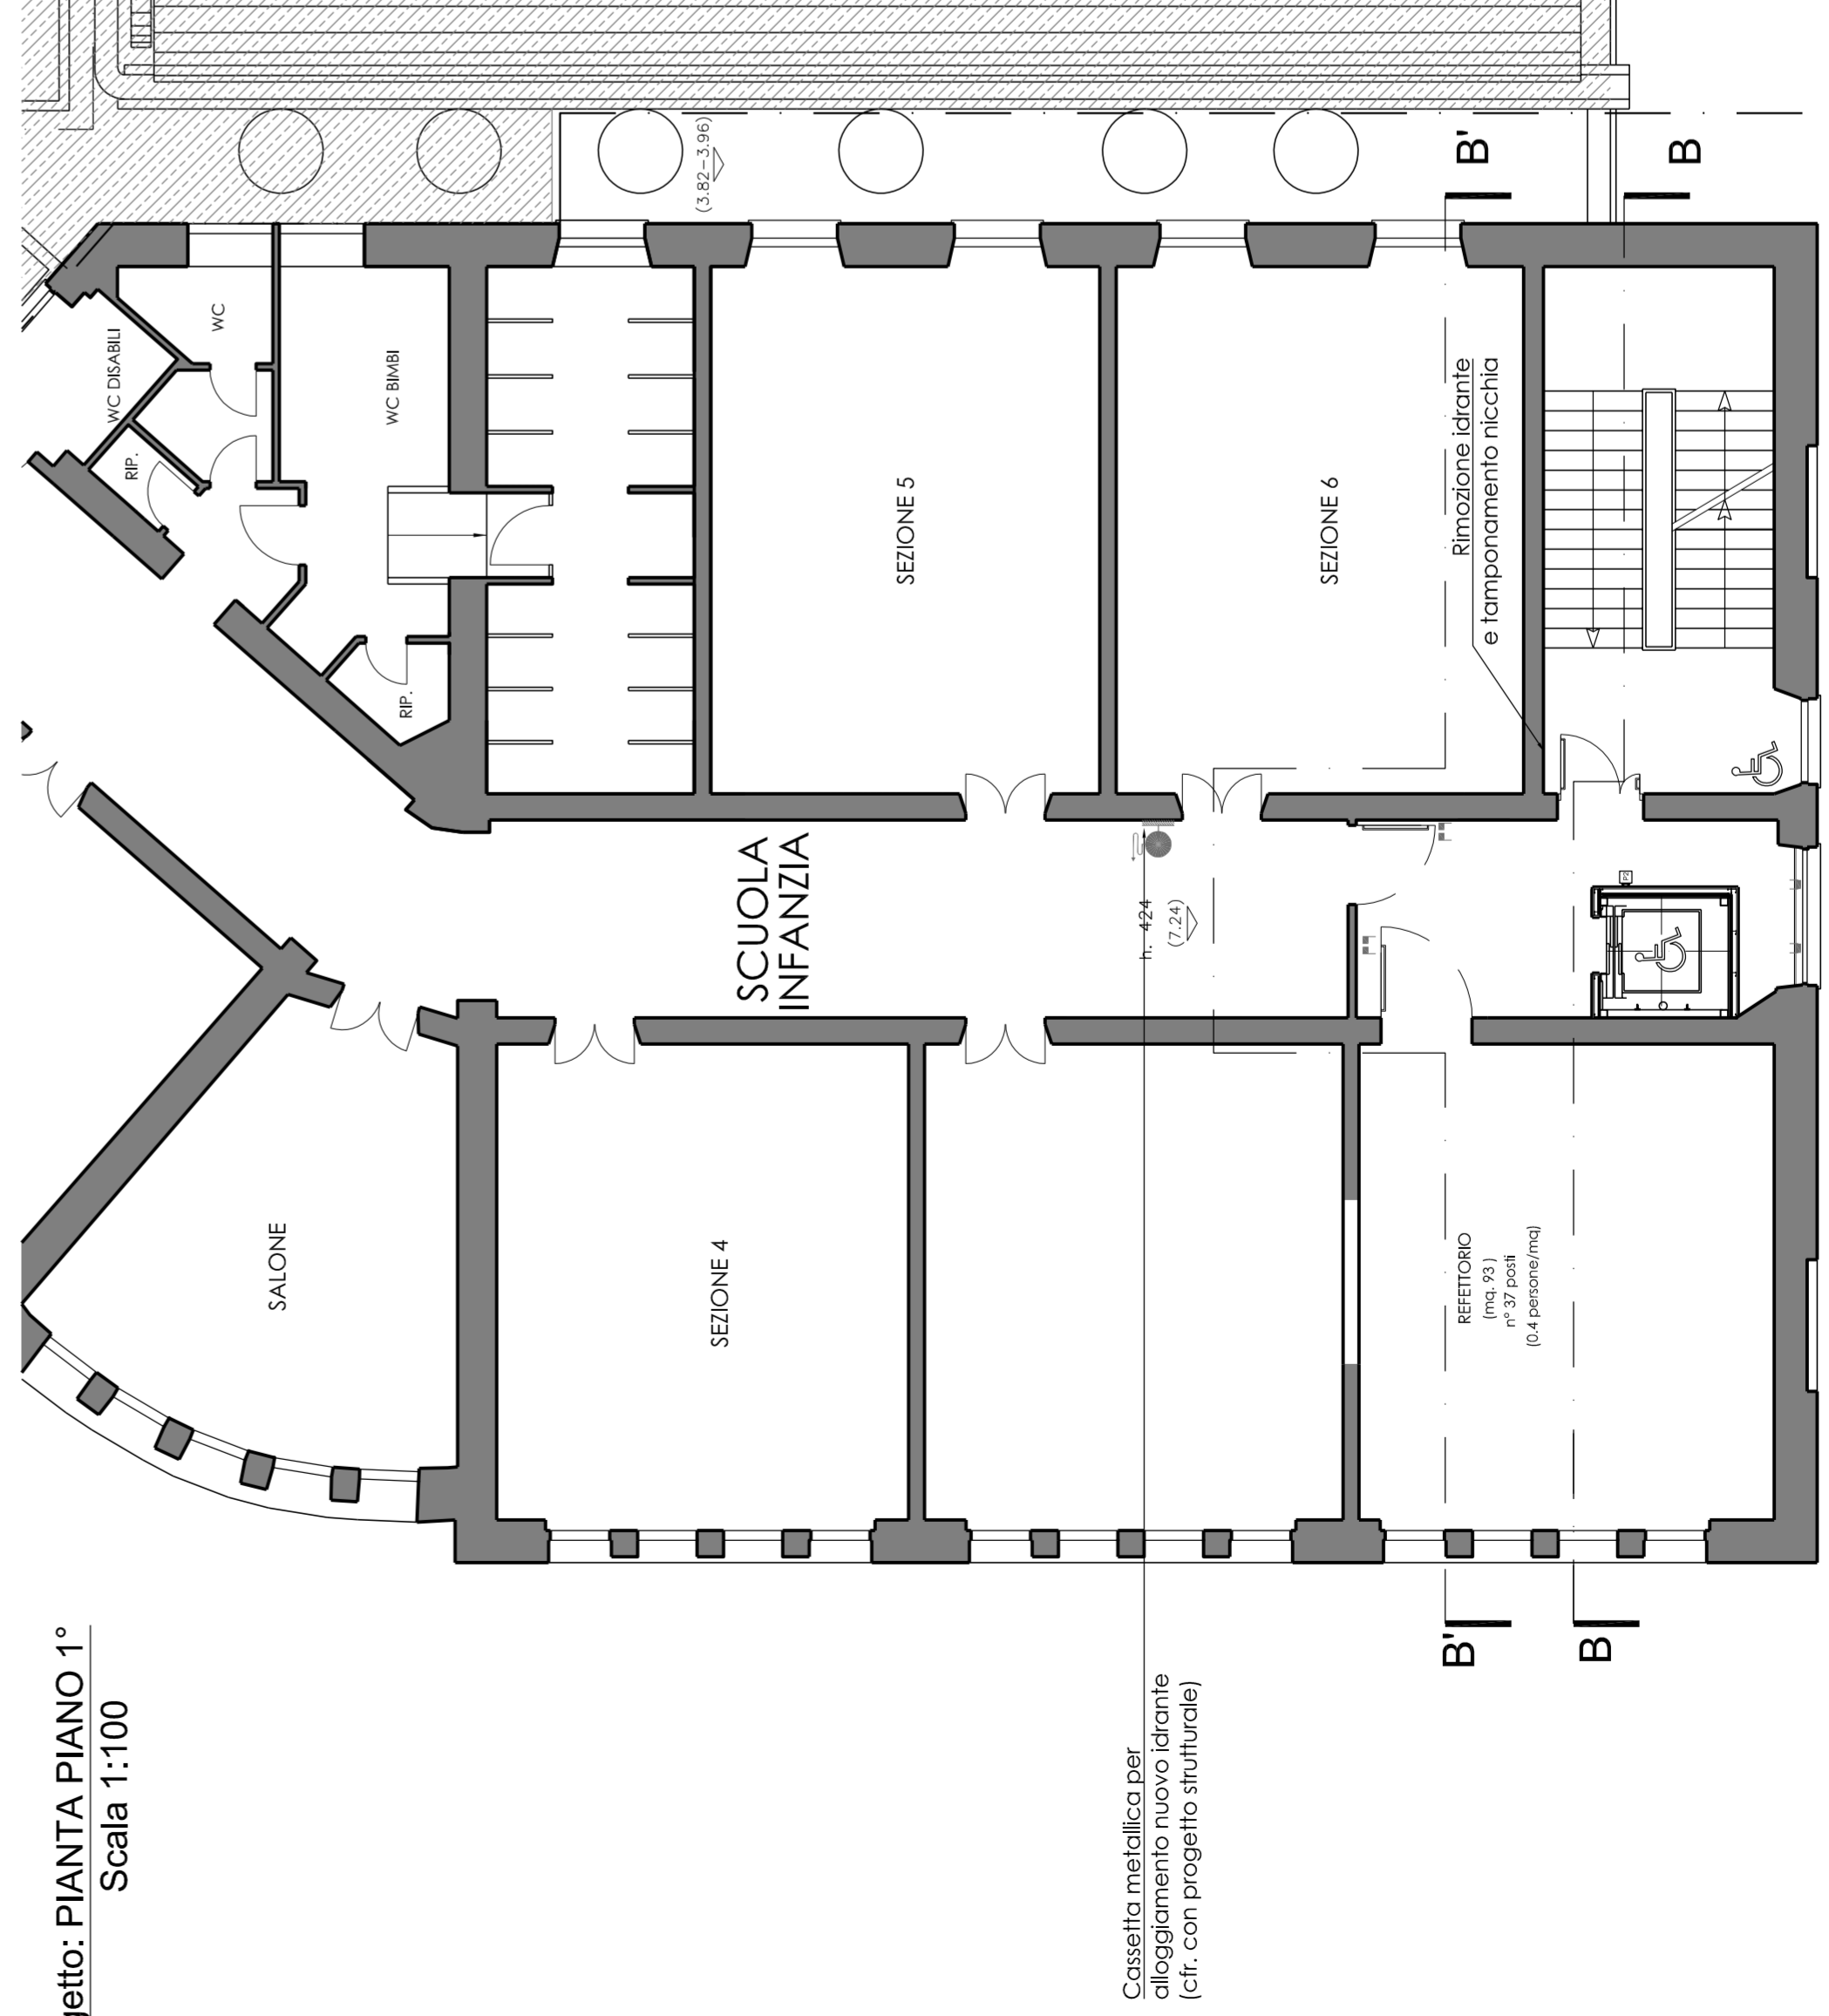 getto: PIANTA PIANO 1°
Scala 1:100
WC DISABILI
WC
RIP.
WC BIMBI
RIP.
(3.82-3.96)
SEZIONE 5
SEZIONE 6
Rimozione idrante
e tamponamento nicchia
SCUOLA
INFANZIA
h. 424
(7.24)
P2
SALONE
SEZIONE 4
REFETTORIO
(mq. 93 )
n° 37 posti
(0.4 persone/mq)
B'
B
B'
B
Cassetta metallica per
alloggiamento nuovo idrante
(cfr. con progetto strutturale)